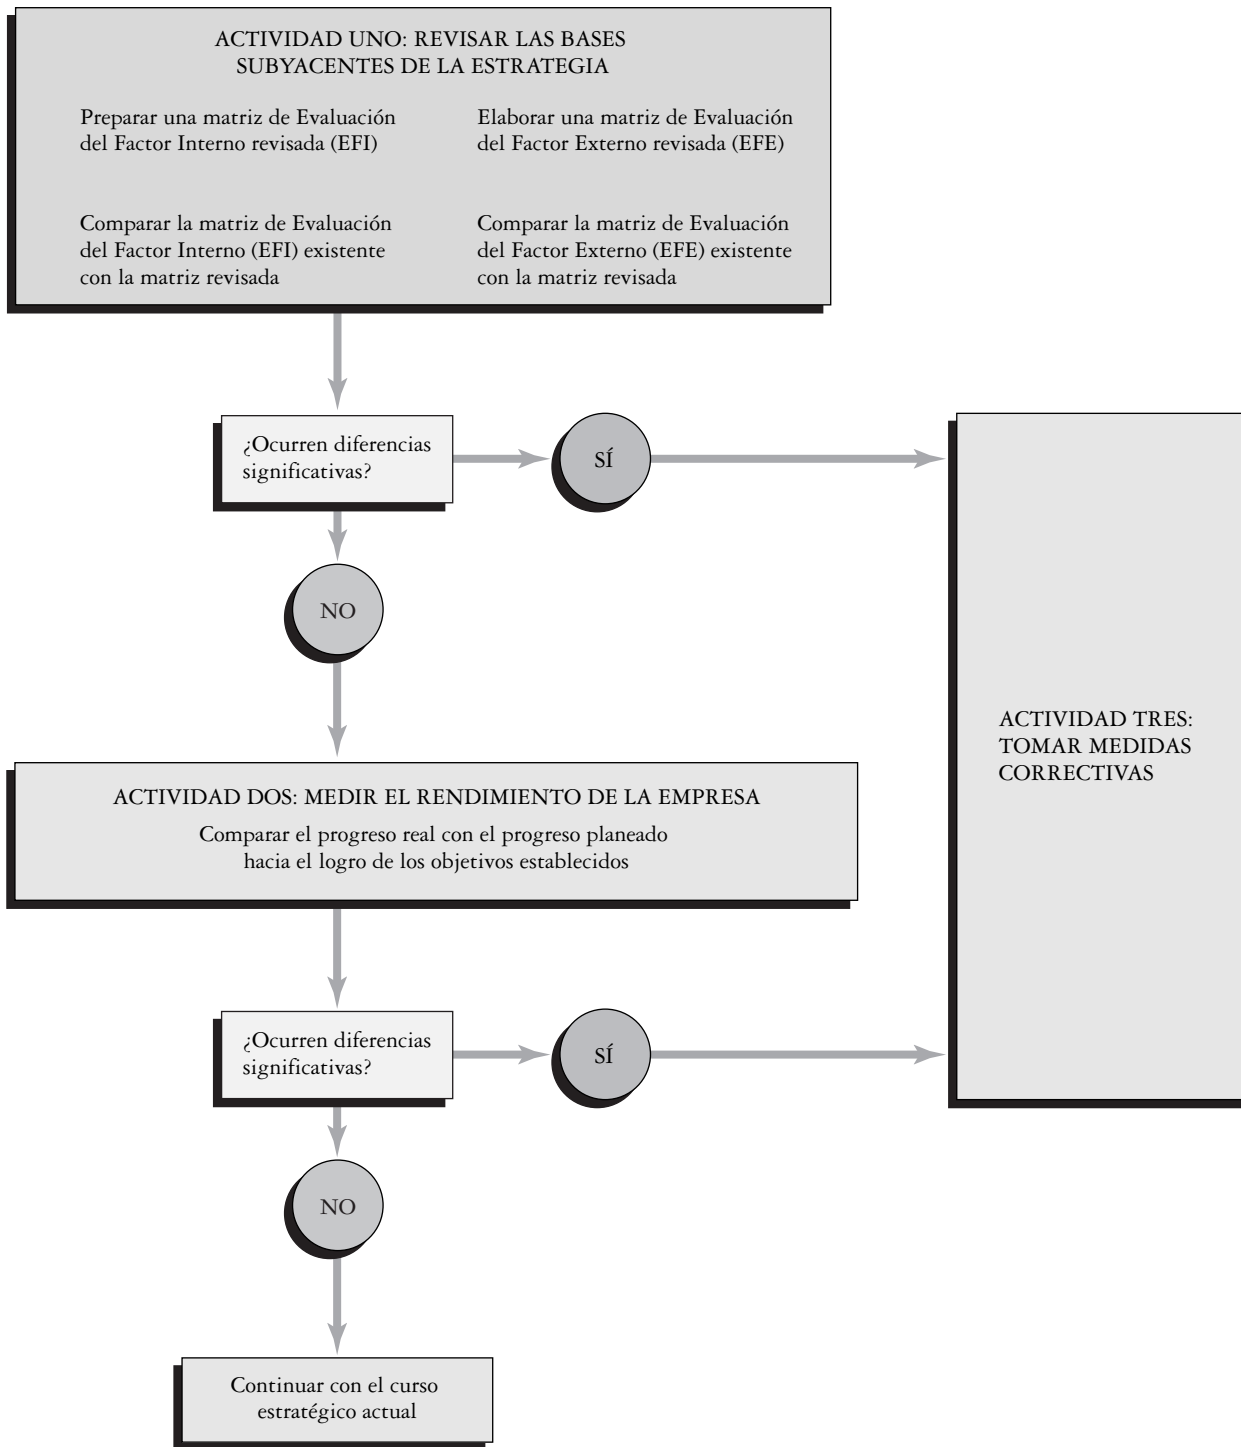 ACTIVIDAD UNO: REVISAR LAS BASES
SUBYACENTES DE LA ESTRATEGIA
Preparar una matriz de Evaluación
del Factor Interno revisada (EFI)
Elaborar una matriz de Evaluación
del Factor Externo revisada (EFE)
Comparar la matriz de Evaluación
del Factor Interno (EFI) existente
con la matriz revisada
Comparar la matriz de Evaluación
del Factor Externo (EFE) existente
con la matriz revisada
¿Ocurren diferencias
significativas?
SÍ
NO
ACTIVIDAD TRES:
TOMAR MEDIDAS
CORRECTIVAS
ACTIVIDAD DOS: MEDIR EL RENDIMIENTO DE LA EMPRESA
Comparar el progreso real con el progreso planeado
hacia el logro de los objetivos establecidos
¿Ocurren diferencias
significativas?
SÍ
NO
Continuar con el curso
estratégico actual